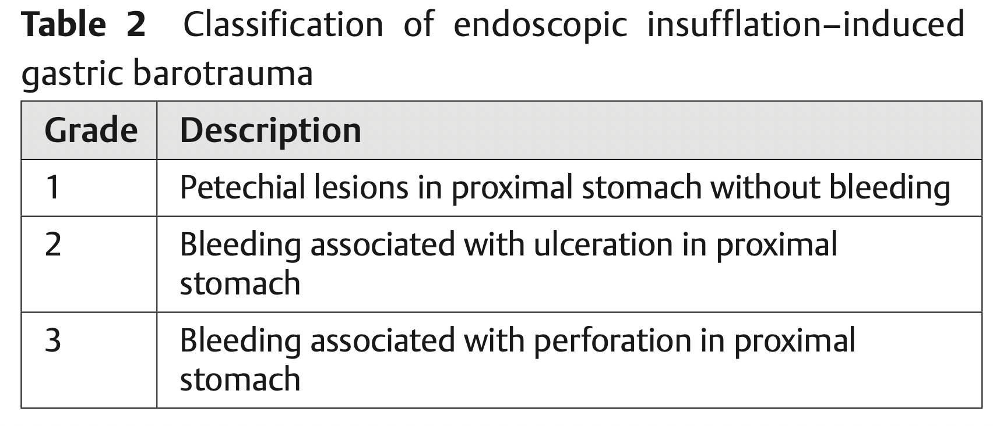 Table 2 Classification of endoscopic insufflation–induced
gastric barotrauma
Grade Description
1 Petechial lesions in proximal stomach without bleeding
2 Bleeding associated with ulceration in proximal
stomach
3 Bleeding associated with perforation in proximal
stomach